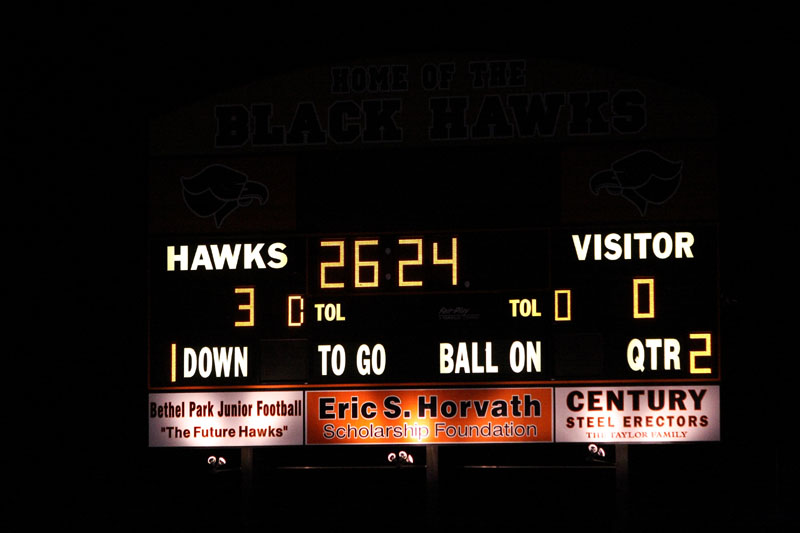 HOME OF THE
BLACK HAWKS
HAWKS 26:24 VISITOR
3 0 TOL TOL 0 0
1 DOWN TO GO BALL ON QTR 2
Bethel Park Junior Football
"The Future Hawks"
Eric S. Horvath
Scholarship Foundation
CENTURY
STEEL ERECTORS
THE TAYLOR FAMILY